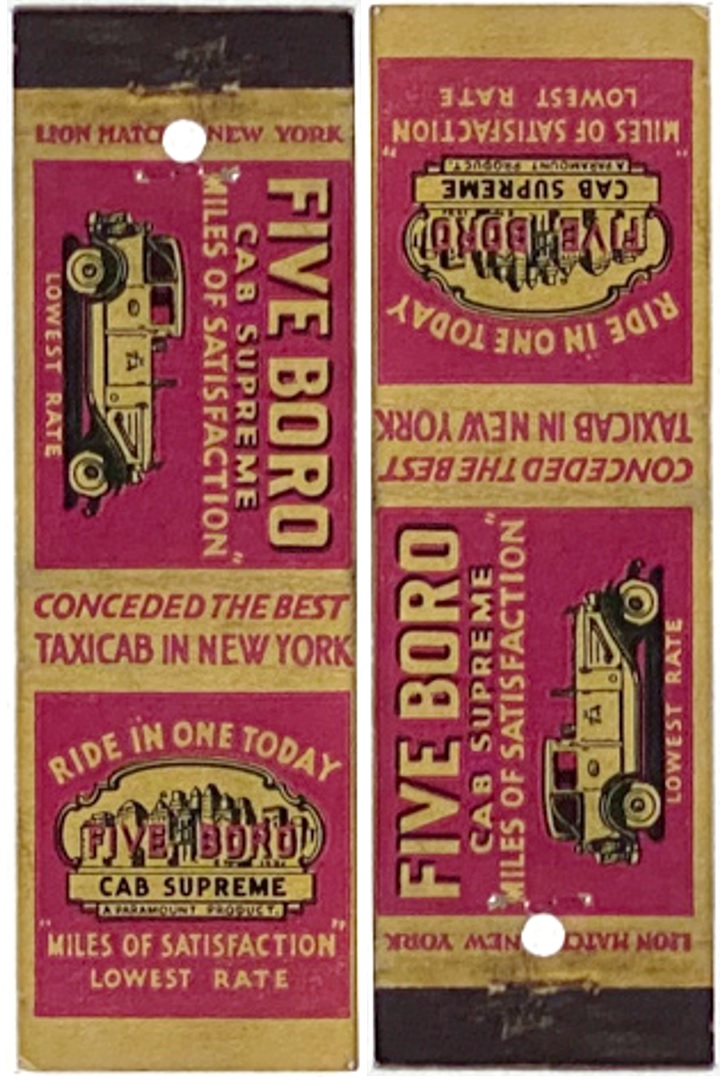 LION MATCH NEW YORK
FIVE BORO
CAB SUPREME
MILES OF SATISFACTION"
LOWEST RATE
CONCEDED THE BEST
TAXICAB IN NEW YORK
RIDE IN ONE TODAY
FIVE BORO
CAB SUPREME
A PARAMOUNT PRODUCT.
"MILES OF SATISFACTION"
LOWEST RATE
LION MATCH NEW YORK
FIVE BORO
CAB SUPREME
MILES OF SATISFACTION"
LOWEST RATE
CONCEDED THE BEST
TAXICAB IN NEW YORK
RIDE IN ONE TODAY
FIVE BORO
CAB SUPREME
A PARAMOUNT PRODUCT.
"MILES OF SATISFACTION"
LOWEST RATE